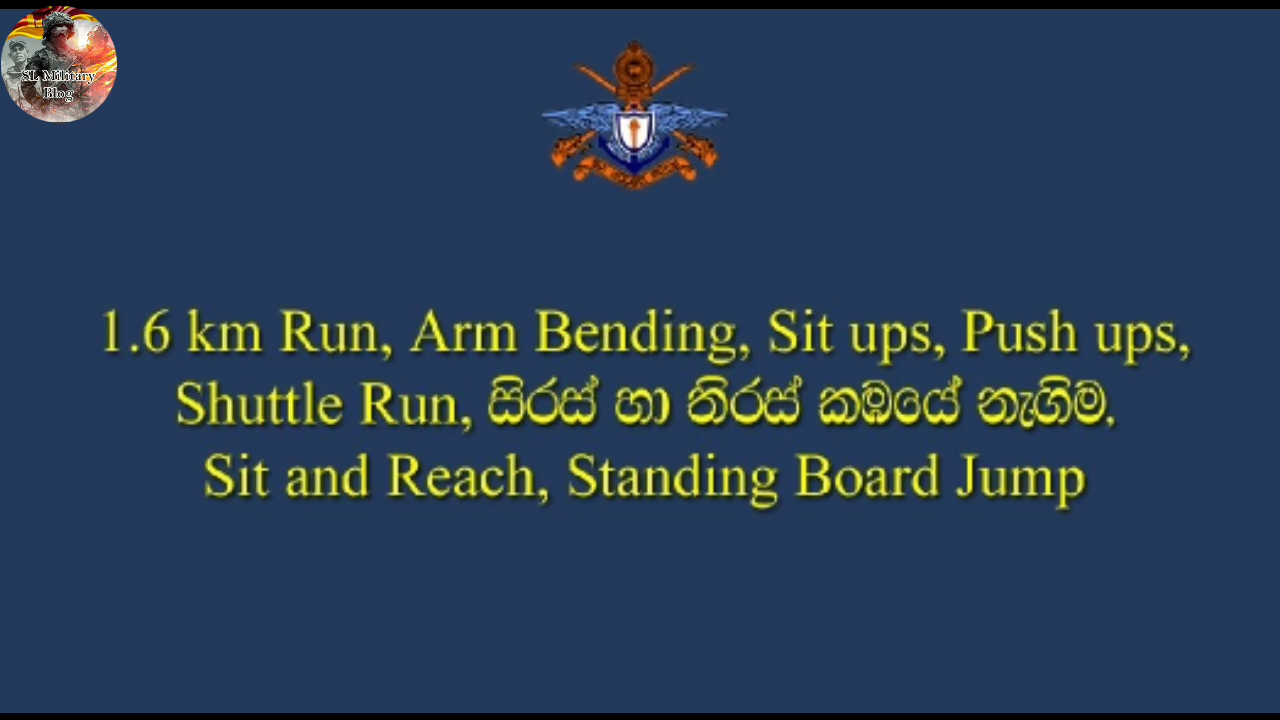 SL Military
Blog
1.6 km Run, Arm Bending, Sit ups, Push ups,
Shuttle Run, සිරස් හා තිරස් කඹයේ නැගීම,
Sit and Reach, Standing Board Jump